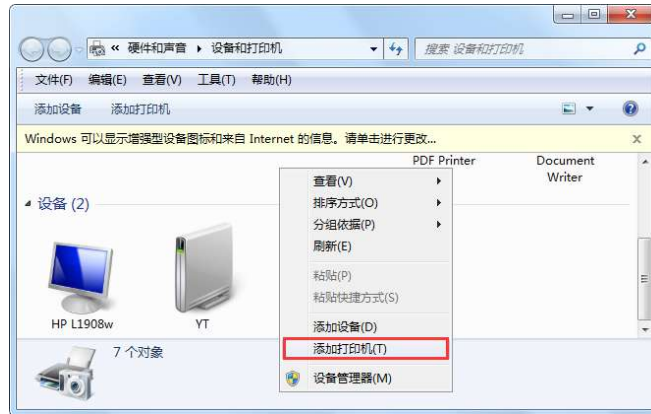 « 硬件和声音 ▸ 设备和打印机
搜索 设备和打印机
文件(F) 编辑(E) 查看(V) 工具(T) 帮助(H)
添加设备 添加打印机
Windows 可以显示增强型设备图标和来自 Internet 的信息。请单击进行更改... x
PDF Printer
Document
Writer
设备 (2)
HP L1908w
YT
查看(V)
排序方式(O)
分组依据(P)
刷新(E)
粘贴(P)
粘贴快捷方式(S)
添加设备(D)
添加打印机(T)
设备管理器(M)
7 个对象